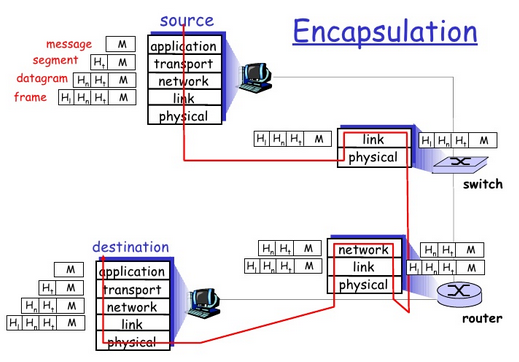 Encapsulation
source
message M
segment Ht M
datagram Hn Ht M
frame Hl Hn Ht M
application
transport
network
link
physical
Hl Hn Ht M
link
physical
Hl Hn Ht M
switch
destination
M
Ht M
Hn Ht M
Hl Hn Ht M
application
transport
network
link
physical
Hn Ht M
Hl Hn Ht M
network
link
physical
Hn Ht M
Hl Hn Ht M
router